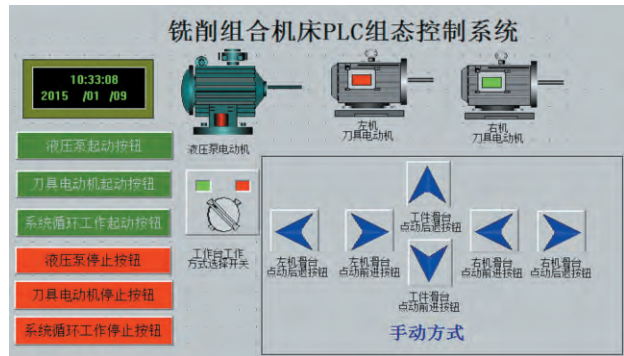 铣削组合机床PLC组态控制系统
10:33:08
2015 /01 /09
液压泵电动机
左机
刀具电动机
右机
刀具电动机
液压泵起动按钮
刀具电动机起动按钮
系统循环工作起动按钮
液压泵停止按钮
刀具电动机停止按钮
系统循环工作停止按钮
工作台工作
方式选择开关
工件滑台
点动后退按钮
左机滑台
点动后退按钮
左机滑台
点动前进按钮
右机滑台
点动前进按钮
右机滑台
点动后退按钮
工件滑台
点动前进按钮
手动方式